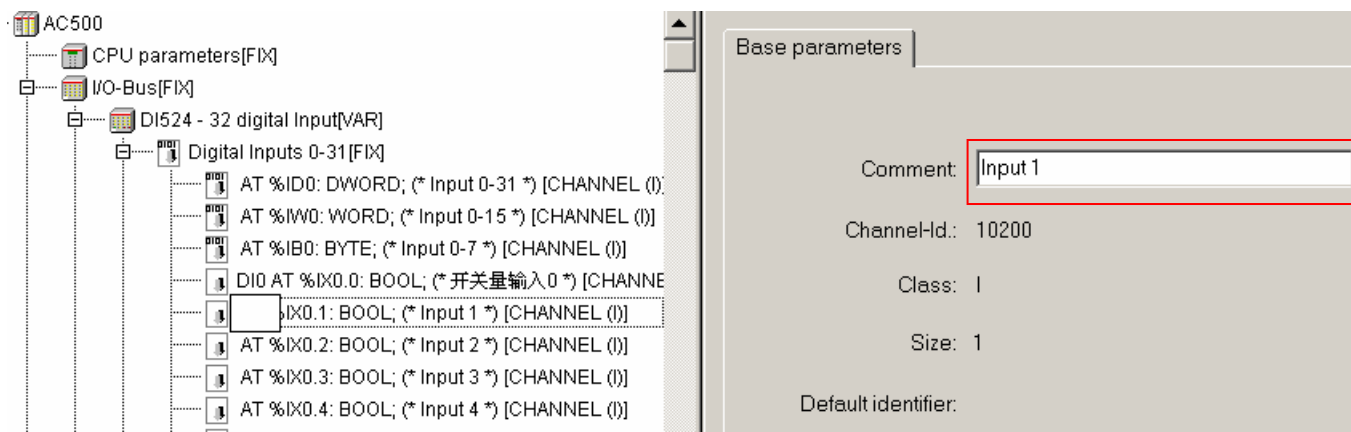 AC500
CPU parameters[FIX]
I/O-Bus[FIX]
DI524 - 32 digital Input[VAR]
Digital Inputs 0-31[FIX]
AT %ID0: DWORD; (* Input 0-31 *) [CHANNEL (I)]
AT %IW0: WORD; (* Input 0-15 *) [CHANNEL (I)]
AT %IB0: BYTE; (* Input 0-7 *) [CHANNEL (I)]
DI0 AT %IX0.0: BOOL; (* 开关量输入0 *) [CHANNE
%IX0.1: BOOL; (* Input 1 *) [CHANNEL (I)]
AT %IX0.2: BOOL; (* Input 2 *) [CHANNEL (I)]
AT %IX0.3: BOOL; (* Input 3 *) [CHANNEL (I)]
AT %IX0.4: BOOL; (* Input 4 *) [CHANNEL (I)]
Base parameters
Comment: Input 1
Channel-Id.: 10200
Class: I
Size: 1
Default identifier: